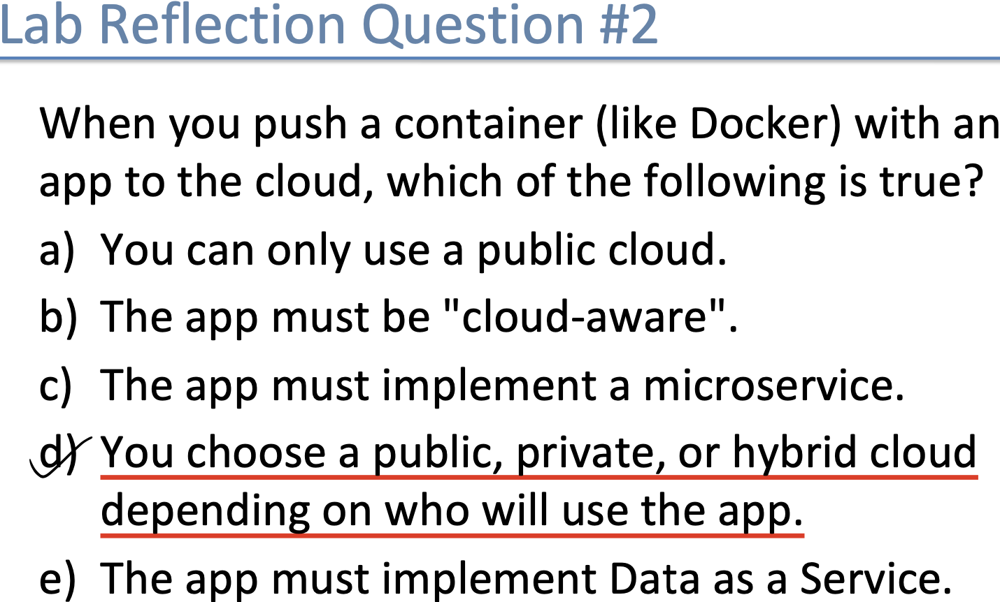 Lab Reflection Question #2
When you push a container (like Docker) with an
app to the cloud, which of the following is true?
a) You can only use a public cloud.
b) The app must be "cloud-aware".
c) The app must implement a microservice.
d) You choose a public, private, or hybrid cloud
depending on who will use the app.
e) The app must implement Data as a Service.